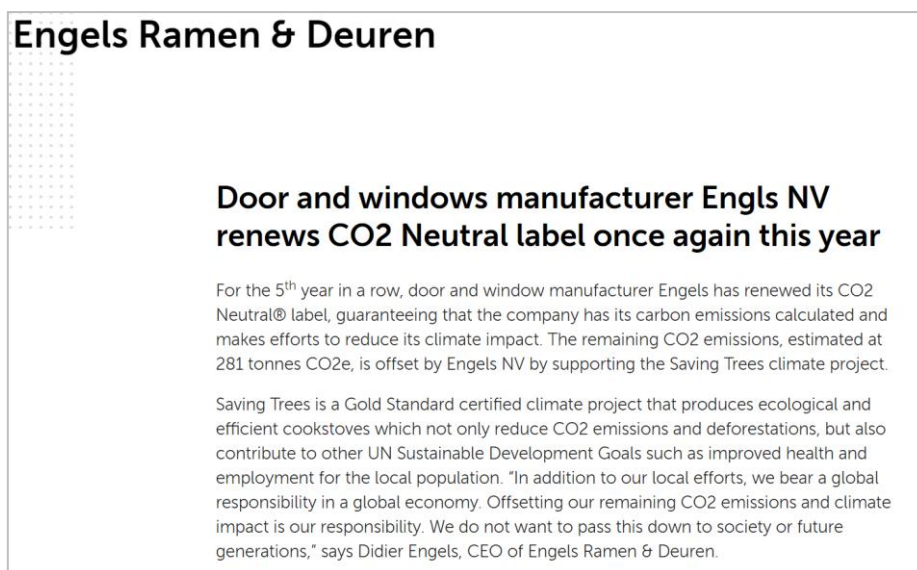 Engels Ramen & Deuren
Door and windows manufacturer Engls NV
renews CO2 Neutral label once again this year
For the 5th year in a row, door and window manufacturer Engels has renewed its CO2
Neutral® label, guaranteeing that the company has its carbon emissions calculated and
makes efforts to reduce its climate impact. The remaining CO2 emissions, estimated at
281 tonnes CO2e, is offset by Engels NV by supporting the Saving Trees climate project.
Saving Trees is a Gold Standard certified climate project that produces ecological and
efficient cookstoves which not only reduce CO2 emissions and deforestations, but also
contribute to other UN Sustainable Development Goals such as improved health and
employment for the local population. “In addition to our local efforts, we bear a global
responsibility in a global economy. Offsetting our remaining CO2 emissions and climate
impact is our responsibility. We do not want to pass this down to society or future
generations,” says Didier Engels, CEO of Engels Ramen & Deuren.